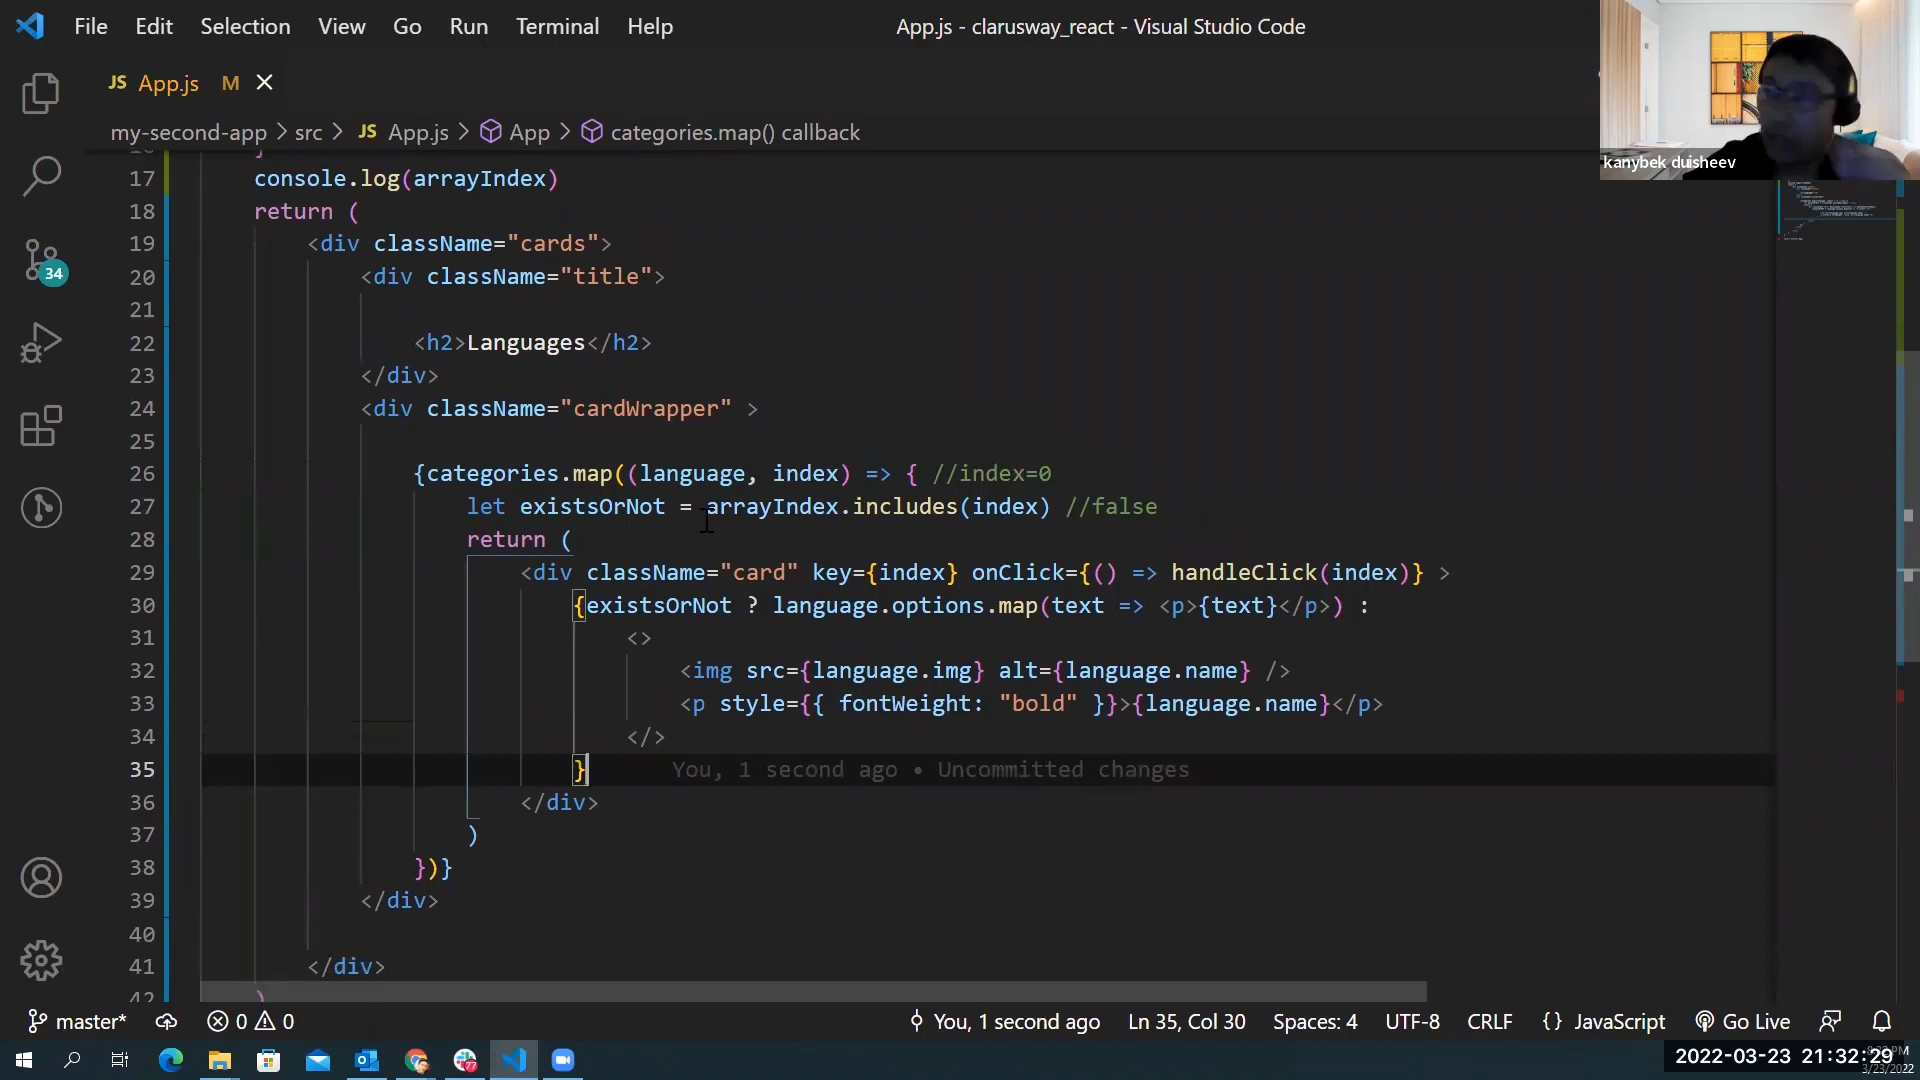 File Edit Selection View Go Run Terminal Help
App.js - clarusway_react - Visual Studio Code
JS App.js M
kanybek duisheev
my-second-app > src > JS App.js > App > categories.map() callback
17 console.log(arrayIndex)
18 return (
19 <div className="cards">
20 <div className="title">
21
22 <h2>Languages</h2>
23 </div>
24 <div className="cardWrapper" >
25
26 {categories.map((language, index) => { //index=0
27 let existsOrNot = arrayIndex.includes(index) //false
28 return (
29 <div className="card" key={index} onClick={() => handleClick(index)} >
30 {existsOrNot ? language.options.map(text => <p>{text}</p>) :
31 <>
32 <img src={language.img} alt={language.name} />
33 <p style={{ fontWeight: "bold" }}>{language.name}</p>
34 </>
35 } You, 1 second ago • Uncommitted changes
36 </div>
37 )
38 })}
39 </div>
40
41 </div>
42 )
34
master* 0 0 You, 1 second ago Ln 35, Col 30 Spaces: 4 UTF-8 CRLF {} JavaScript Go Live
77
2022-03-23 21:32:29
3/23/2022